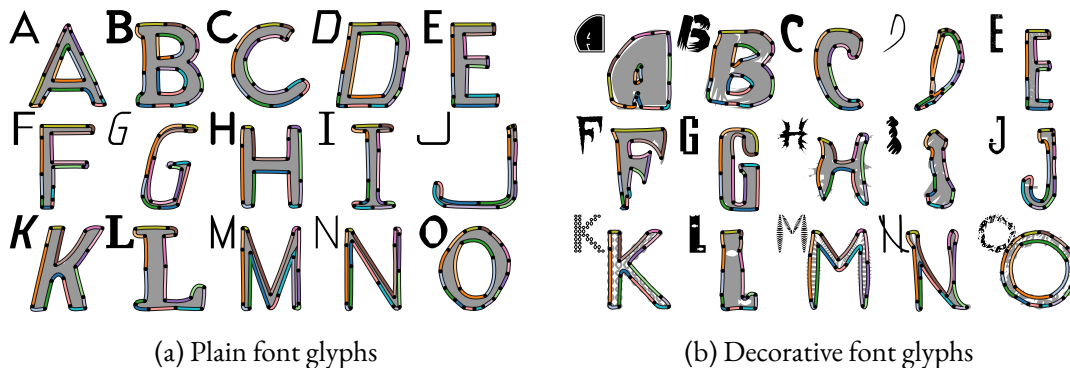 A B C D E
F G H I J
K L M N O
(a) Plain font glyphs
A B C D E
F G H I J
K L M N O
(b) Decorative font glyphs